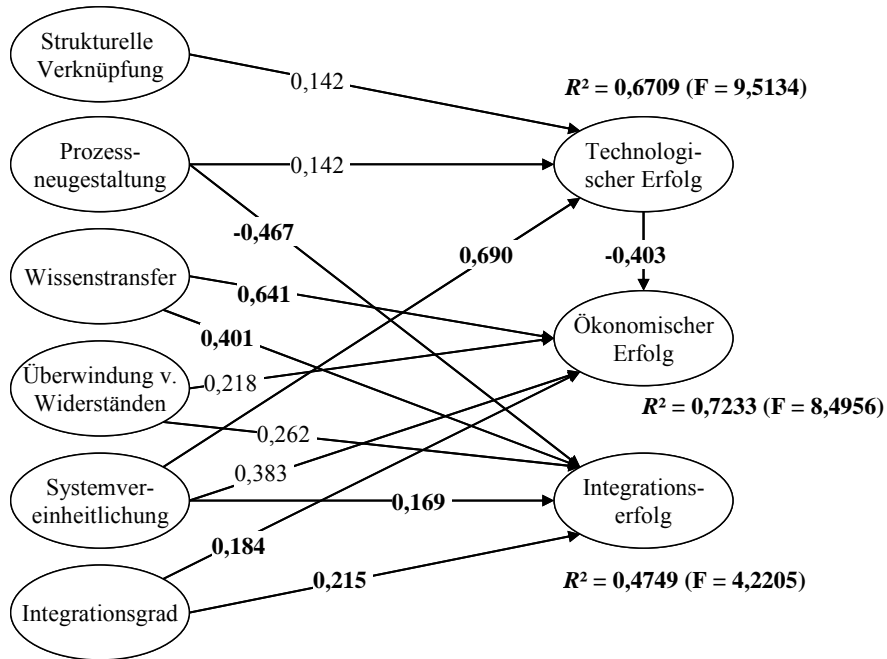 Strukturelle
Verknüpfung
0,142
R² = 0,6709 (F = 9,5134)
Prozess-
neugestaltung
0,142
Technologi-
scher Erfolg
-0,467
0,690
-0,403
Wissenstransfer
0,641
0,401
Ökonomischer
Erfolg
Überwindung v.
Widerständen
0,218
R² = 0,7233 (F = 8,4956)
0,262
0,383
Systemver-
einheitlichung
0,169
Integrations-
erfolg
0,184
0,215
R² = 0,4749 (F = 4,2205)
Integrationsgrad